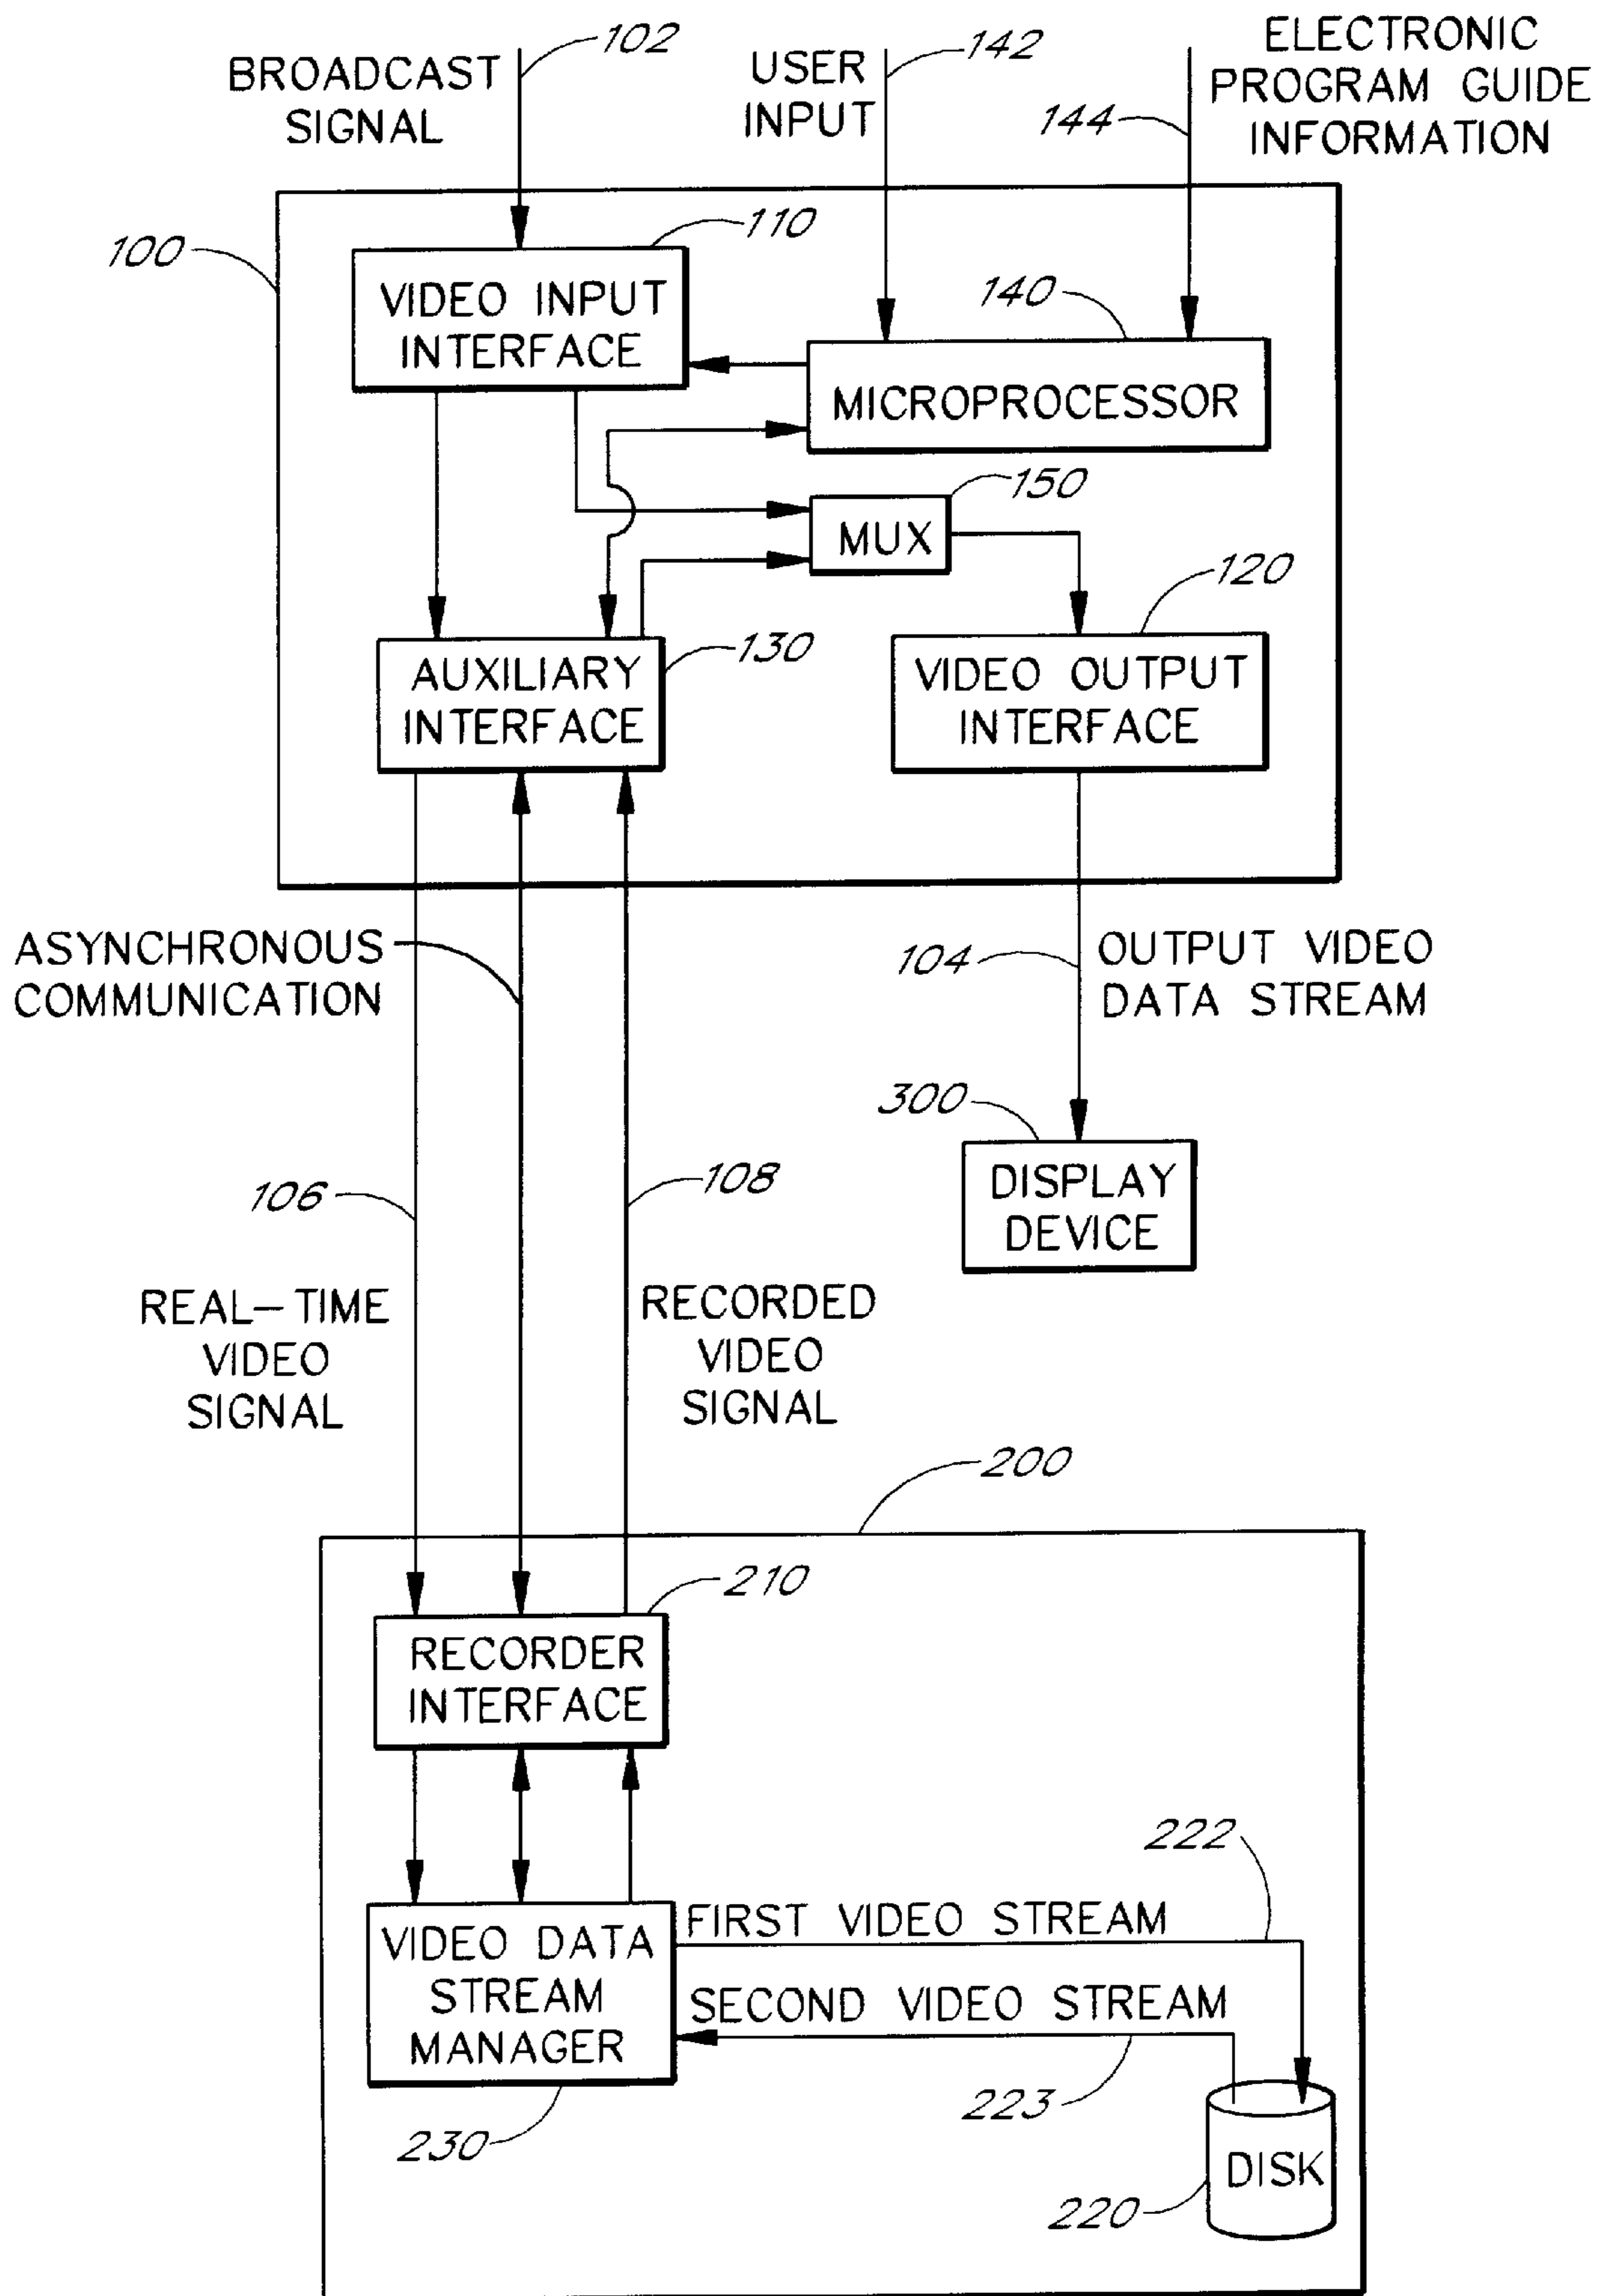 102
BROADCAST
SIGNAL
USER
INPUT
142
144
ELECTRONIC
PROGRAM GUIDE
INFORMATION
100
110
VIDEO INPUT
INTERFACE
140
MICROPROCESSOR
150
MUX
120
130
AUXILIARY
INTERFACE
VIDEO OUTPUT
INTERFACE
ASYNCHRONOUS
COMMUNICATION
104
OUTPUT VIDEO
DATA STREAM
300
DISPLAY
DEVICE
106
108
REAL-TIME
VIDEO
SIGNAL
RECORDED
VIDEO
SIGNAL
200
210
RECORDER
INTERFACE
222
FIRST VIDEO STREAM
VIDEO DATA
STREAM
MANAGER
SECOND VIDEO STREAM
223
230
DISK
220